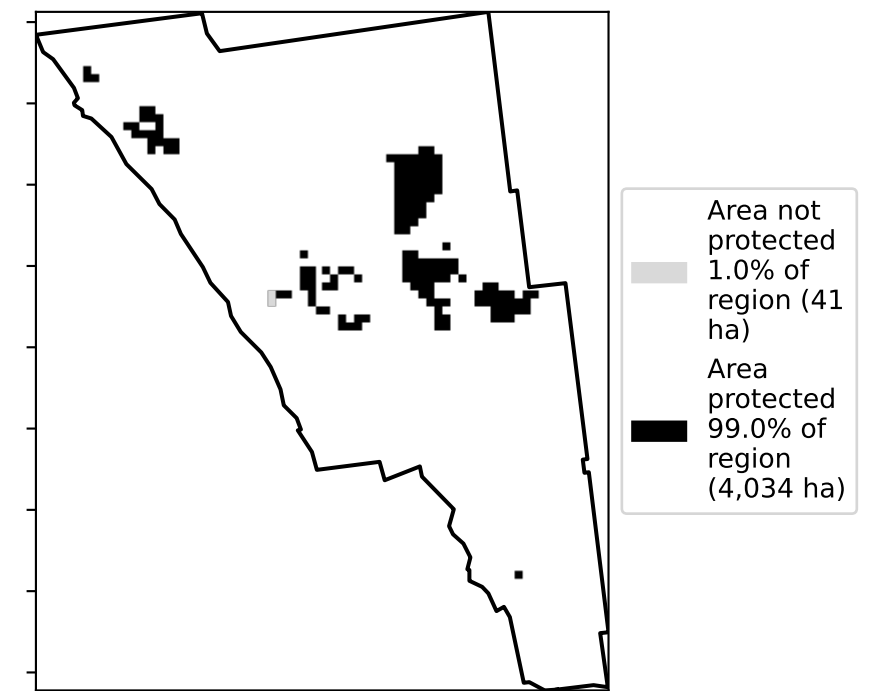 Area not
protected
1.0% of
region (41
ha)
Area
protected
99.0% of
region
(4,034 ha)